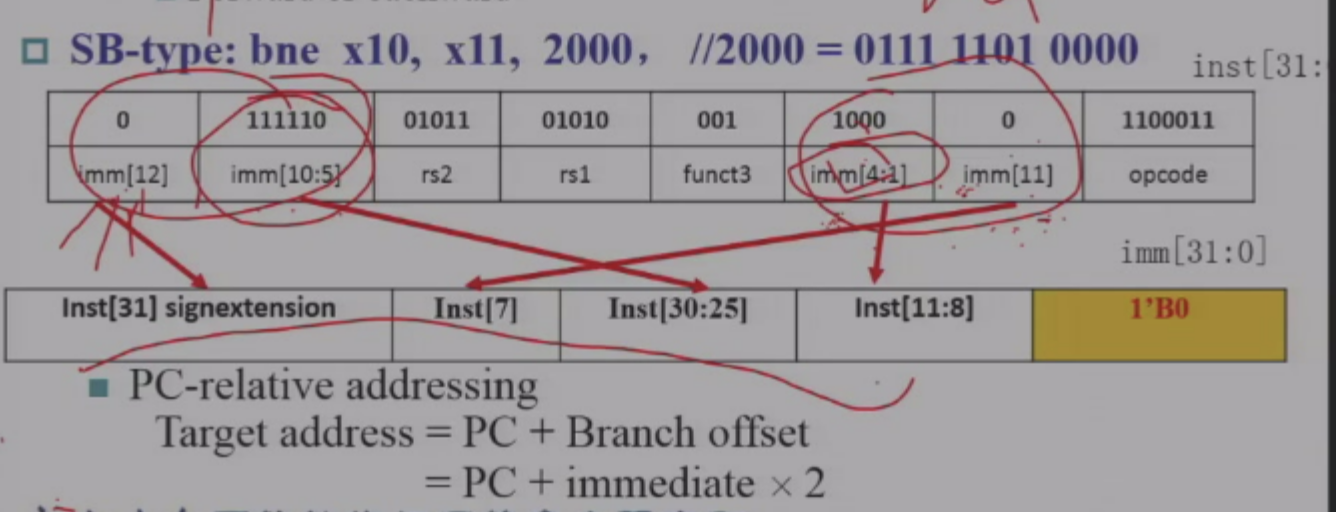 SB-type: bne x10, x11, 2000, //2000 = 0111 1101 0000
inst[31:
0 111110 01011 01010 001 1000 0 1100011
imm[12] imm[10:5] rs2 rs1 funct3 imm[4:1] imm[11] opcode
imm[31:0]
Inst[31] signextension Inst[7] Inst[30:25] Inst[11:8] 1’B0
PC-relative addressing
Target address = PC + Branch offset
= PC + immediate × 2